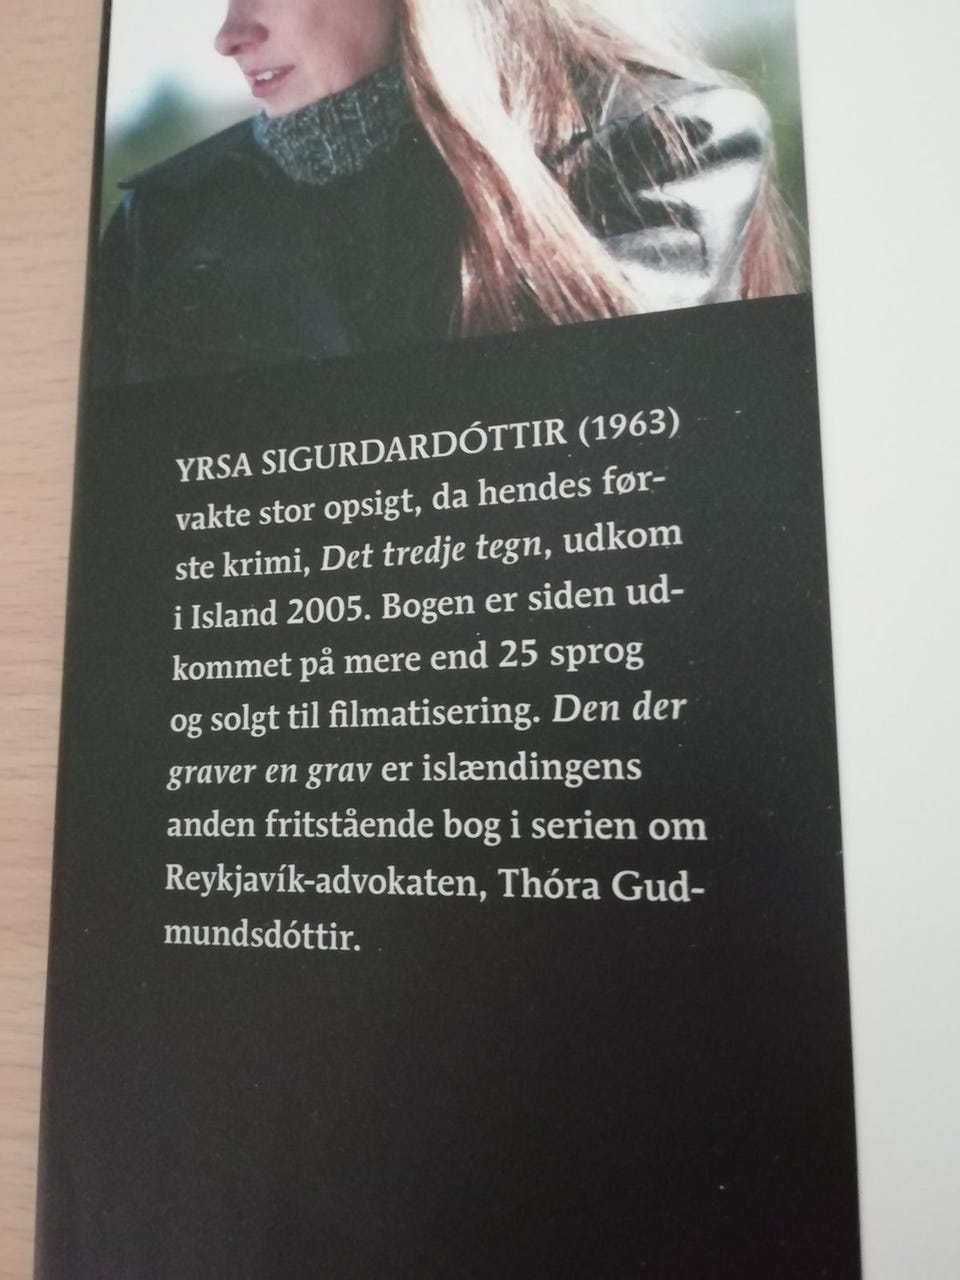 YRSA SIGURDARDÓTTIR (1963)
vakte stor opsigt, da hendes før-
ste krimi, Det tredje tegn, udkom
i Island 2005. Bogen er siden ud-
kommet på mere end 25 sprog
og solgt til filmatisering. Den der
graver en grav er islændingens
anden fritstående bog i serien om
Reykjavík-advokaten, Thóra Gud-
mundsdóttir.